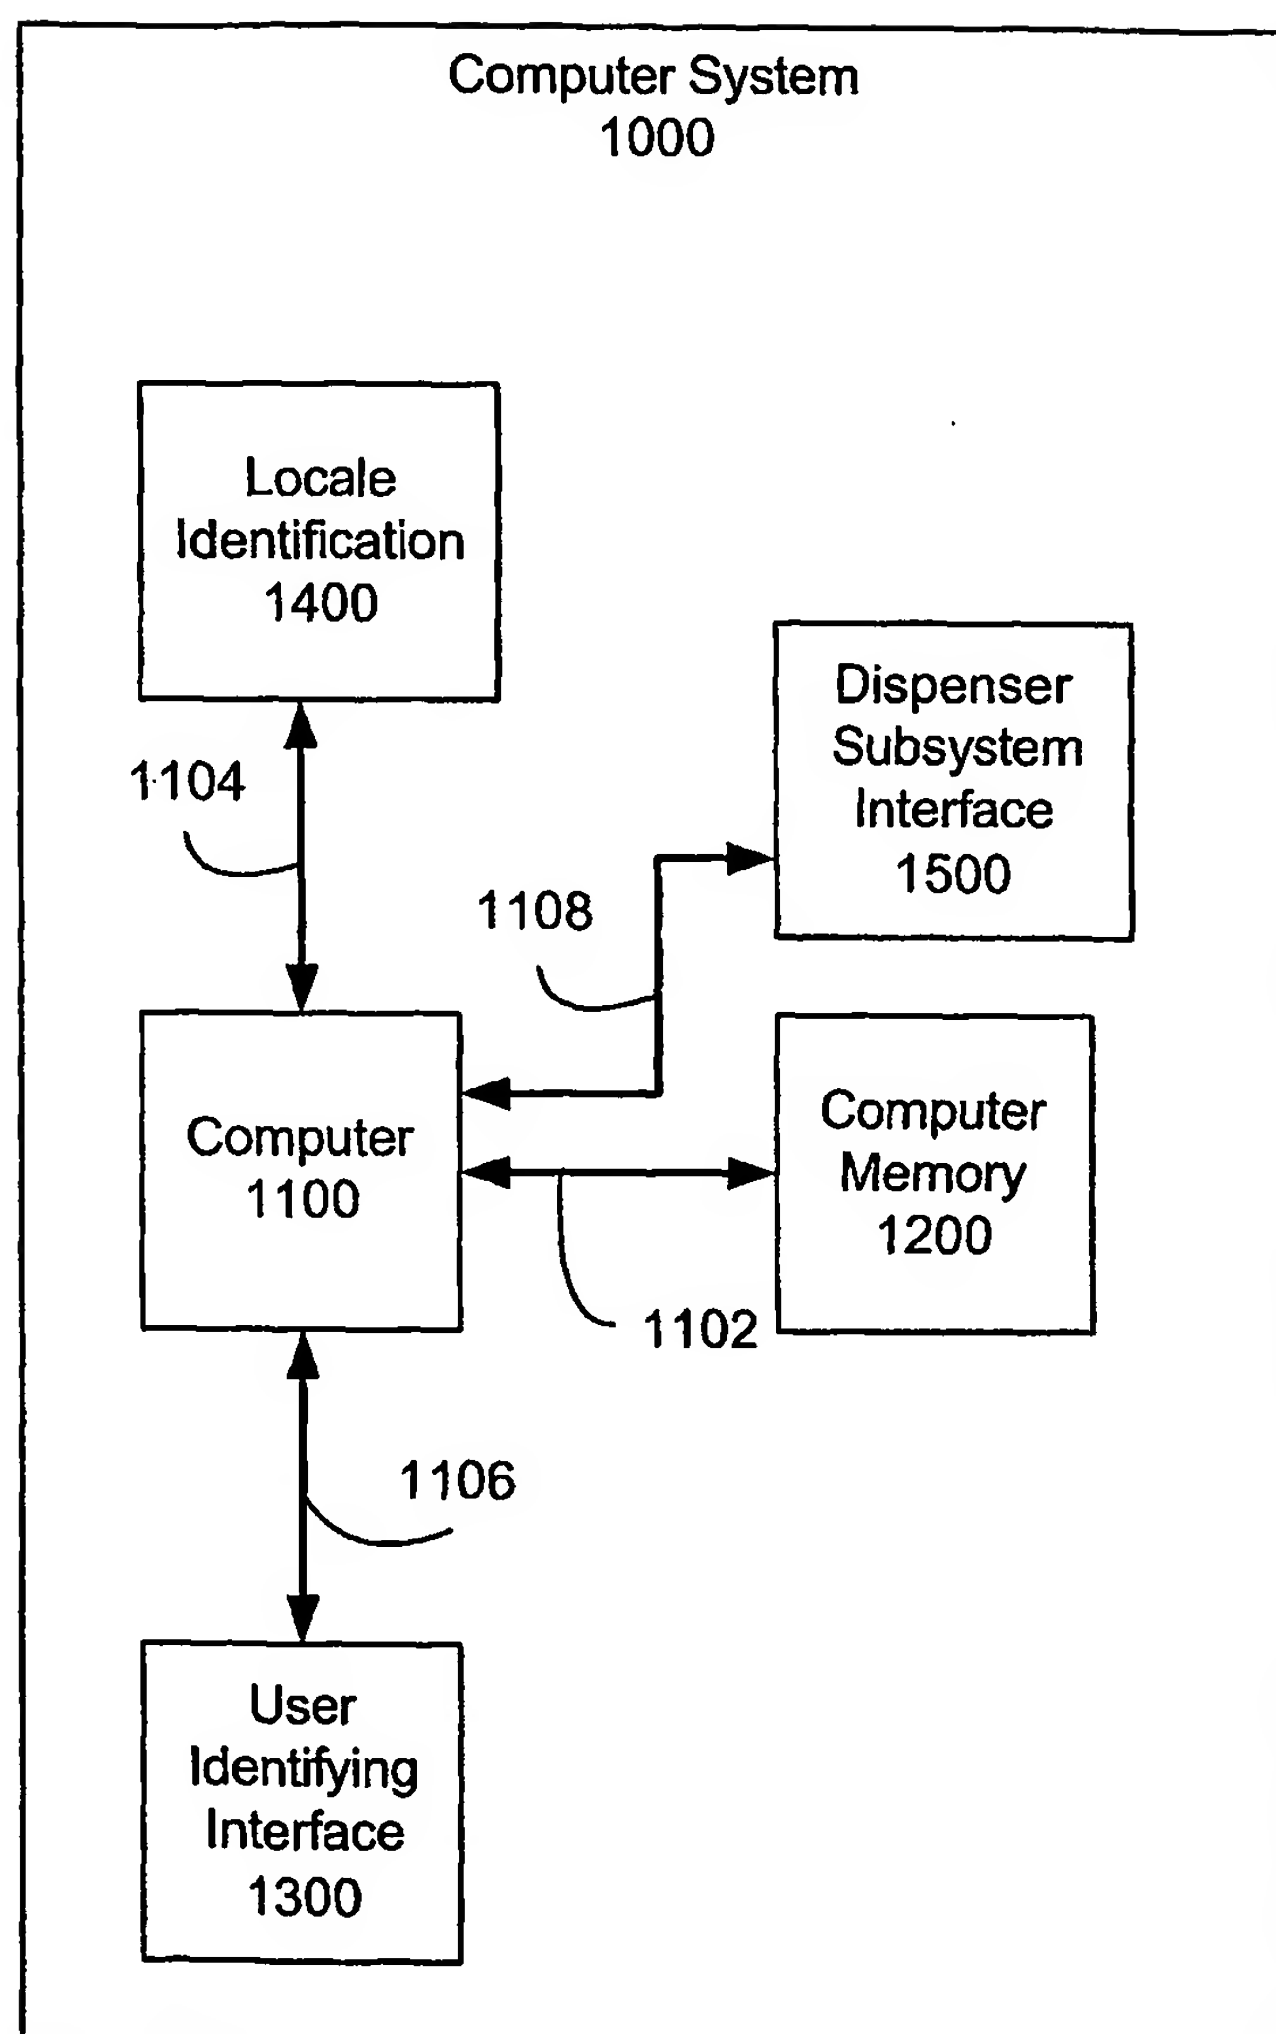 Computer System
1000
Locale
Identification
1400
Dispenser
Subsystem
Interface
1500
1104
1108
Computer
1100
Computer
Memory
1200
1102
1106
User
Identifying
Interface
1300